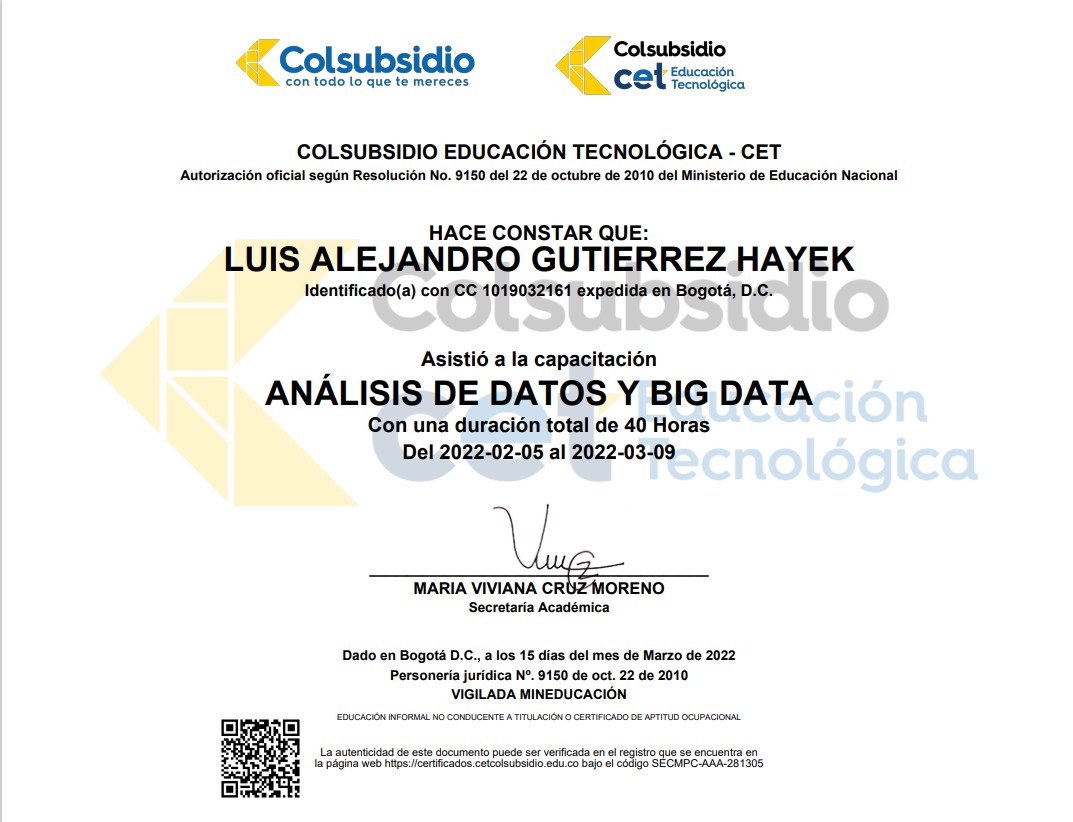 Colsubsidio
con todo lo que te mereces
Colsubsidio
cet Educación
Tecnológica
COLSUBSIDIO EDUCACIÓN TECNOLÓGICA - CET
Autorización oficial según Resolución No. 9150 del 22 de octubre de 2010 del Ministerio de Educación Nacional
HACE CONSTAR QUE:
LUIS ALEJANDRO GUTIERREZ HAYEK
Identificado(a) con CC 1019032161 expedida en Bogotá, D.C.
Colsubsidio
Asistió a la capacitación
ANÁLISIS DE DATOS Y BIG DATA
Con una duración total de 40 Horas
Del 2022-02-05 al 2022-03-09
cet Educación
Tecnológica
MARIA VIVIANA CRUZ MORENO
Secretaría Académica
Dado en Bogotá D.C., a los 15 días del mes de Marzo de 2022
Personería jurídica Nº. 9150 de oct. 22 de 2010
VIGILADA MINEDUCACIÓN
EDUCACIÓN INFORMAL NO CONDUCENTE A TITULACIÓN O CERTIFICADO DE APTITUD OCUPACIONAL
La autenticidad de este documento puede ser verificada en el registro que se encuentra en
la página web https://certificados.cetcolsubsidio.edu.co bajo el código SECMPC-AAA-281305